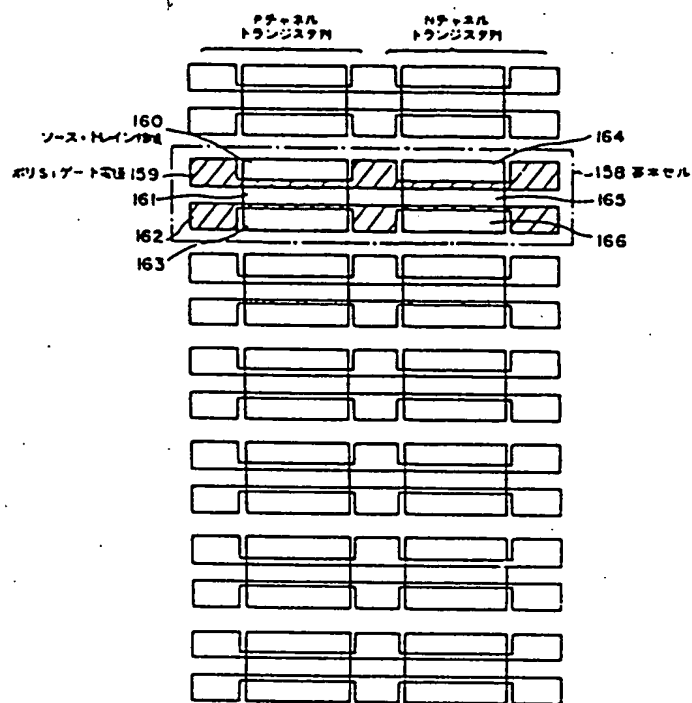 Pチャネル
トランジスタ列
Nチャネル
トランジスタ列
160
ソース・ドレイン領域
ポリSiゲート電極 159
161
162
163
164
158 基本セル
165
166